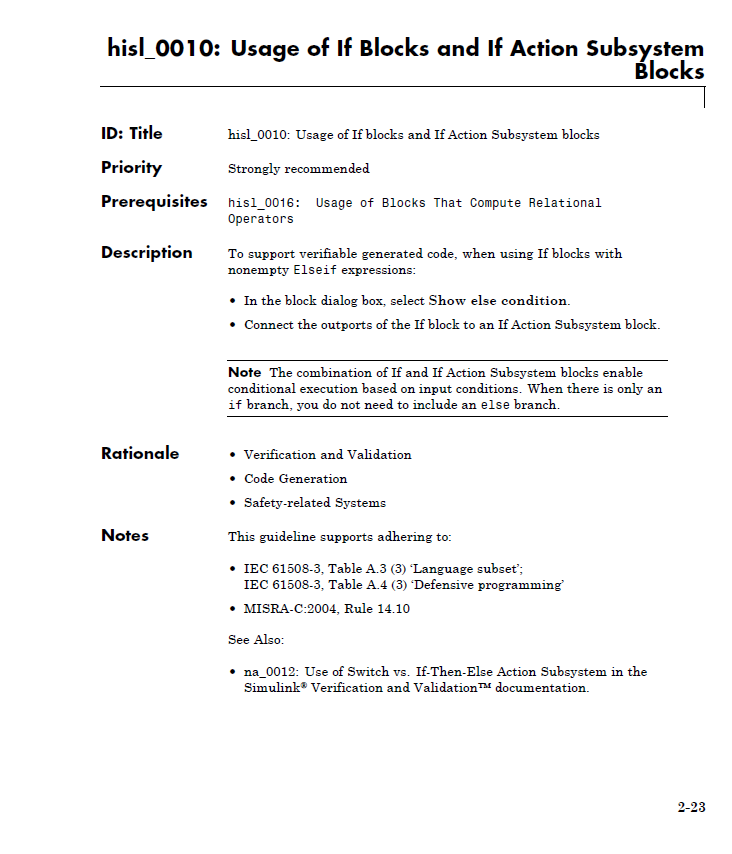 hisl_0010: Usage of If Blocks and If Action Subsystem
Blocks
ID: Title
hisl_0010: Usage of If blocks and If Action Subsystem blocks
Priority
Strongly recommended
Prerequisites
hisl_0016: Usage of Blocks That Compute Relational
Operators
Description
To support verifiable generated code, when using If blocks with
nonempty Elseif expressions:
• In the block dialog box, select Show else condition.
• Connect the outports of the If block to an If Action Subsystem block.
Note The combination of If and If Action Subsystem blocks enable
conditional execution based on input conditions. When there is only an
if branch, you do not need to include an else branch.
Rationale
• Verification and Validation
• Code Generation
• Safety-related Systems
Notes
This guideline supports adhering to:
• IEC 61508-3, Table A.3 (3) ‘Language subset’;
IEC 61508-3, Table A.4 (3) ‘Defensive programming’
• MISRA-C:2004, Rule 14.10
See Also:
• na_0012: Use of Switch vs. If-Then-Else Action Subsystem in the
Simulink® Verification and Validation™ documentation.
2-23